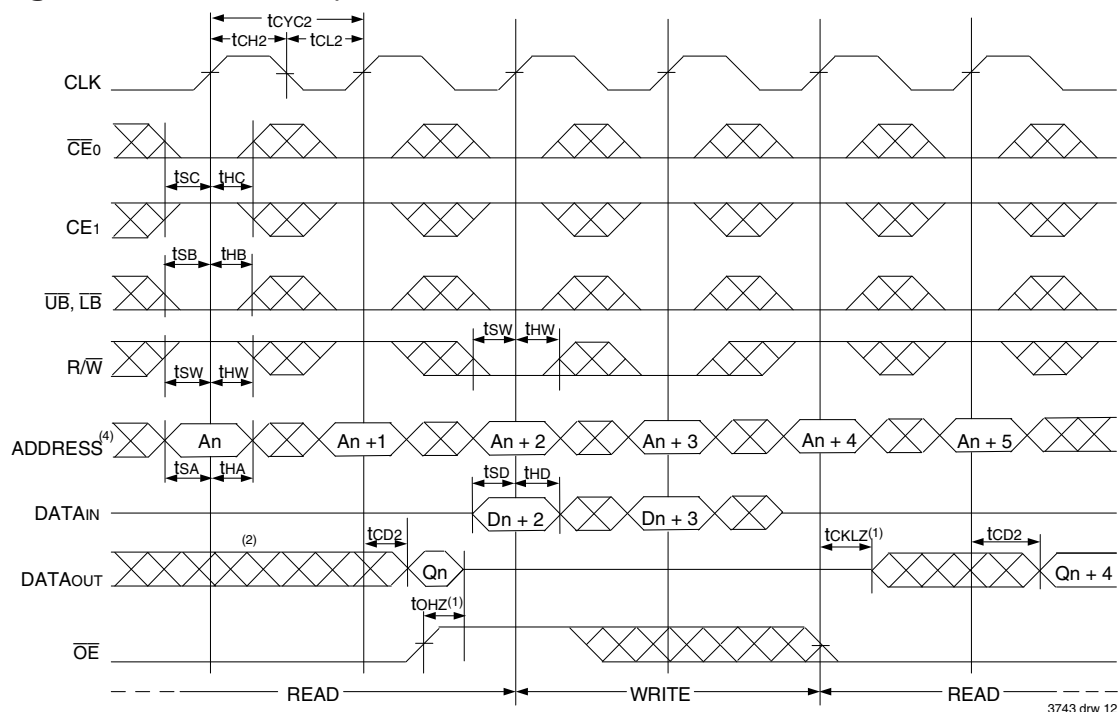 tCYC2
tCH2 tCL2
CLK
CE0
tSC tHC
CE1
tSB tHB
UB, LB
tSW tHW
R/W
tSW tHW
ADDRESS(4) An An +1 An + 2 An + 3 An + 4 An + 5
tSA tHA
tSD tHD
DATAIN Dn + 2 Dn + 3
(2) tCD2 tCKLZ(1) tCD2
DATAOUT Qn Qn + 4
tOHZ(1)
OE
READ WRITE READ
3743 drw 12